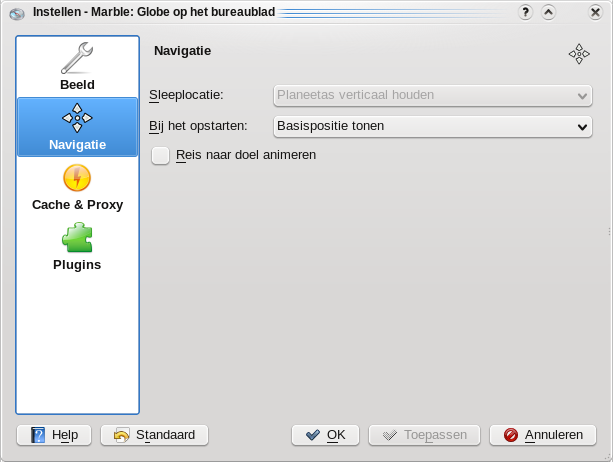 Instellen - Marble: Globe op het bureaublad
Beeld
Navigatie
Cache & Proxy
Plugins
Navigatie
Sleeplocatie: Planeetas verticaal houden
Bij het opstarten: Basispositie tonen
Reis naar doel animeren
Help Standaard OK Toepassen Annuleren